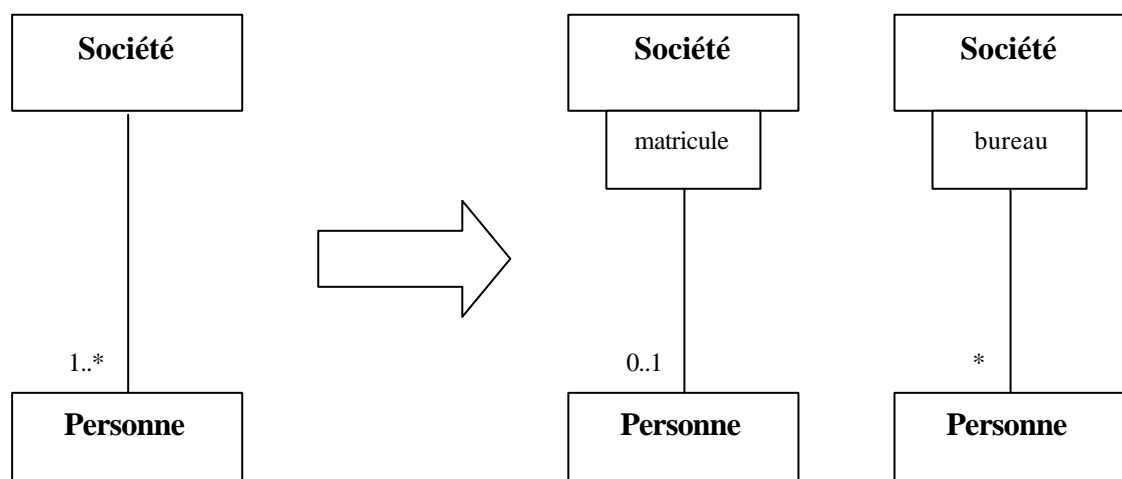 Société
Société
Société
matricule
bureau
1..*
0..1
*
Personne
Personne
Personne